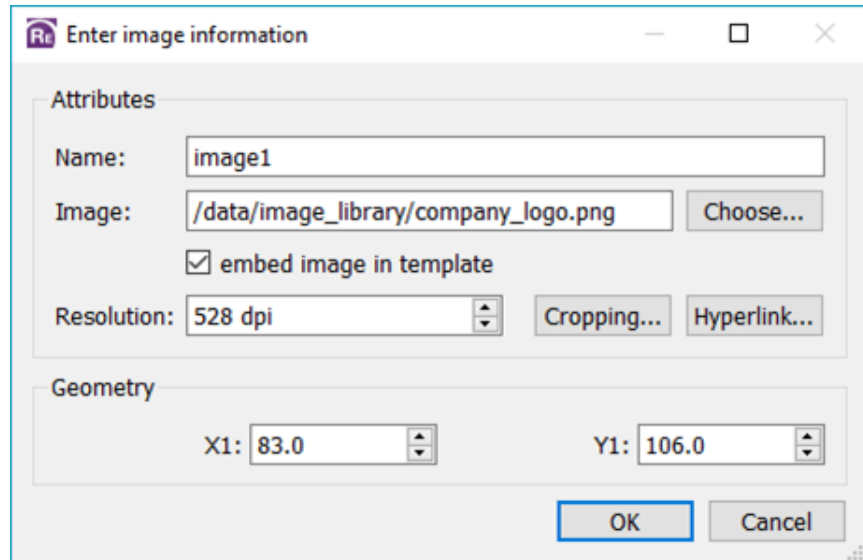 RE Enter image information
Attributes
Name: image1
Image: /data/image_library/company_logo.png Choose...
embed image in template
Resolution: 528 dpi Cropping... Hyperlink...
Geometry
X1: 83.0 Y1: 106.0
OK Cancel